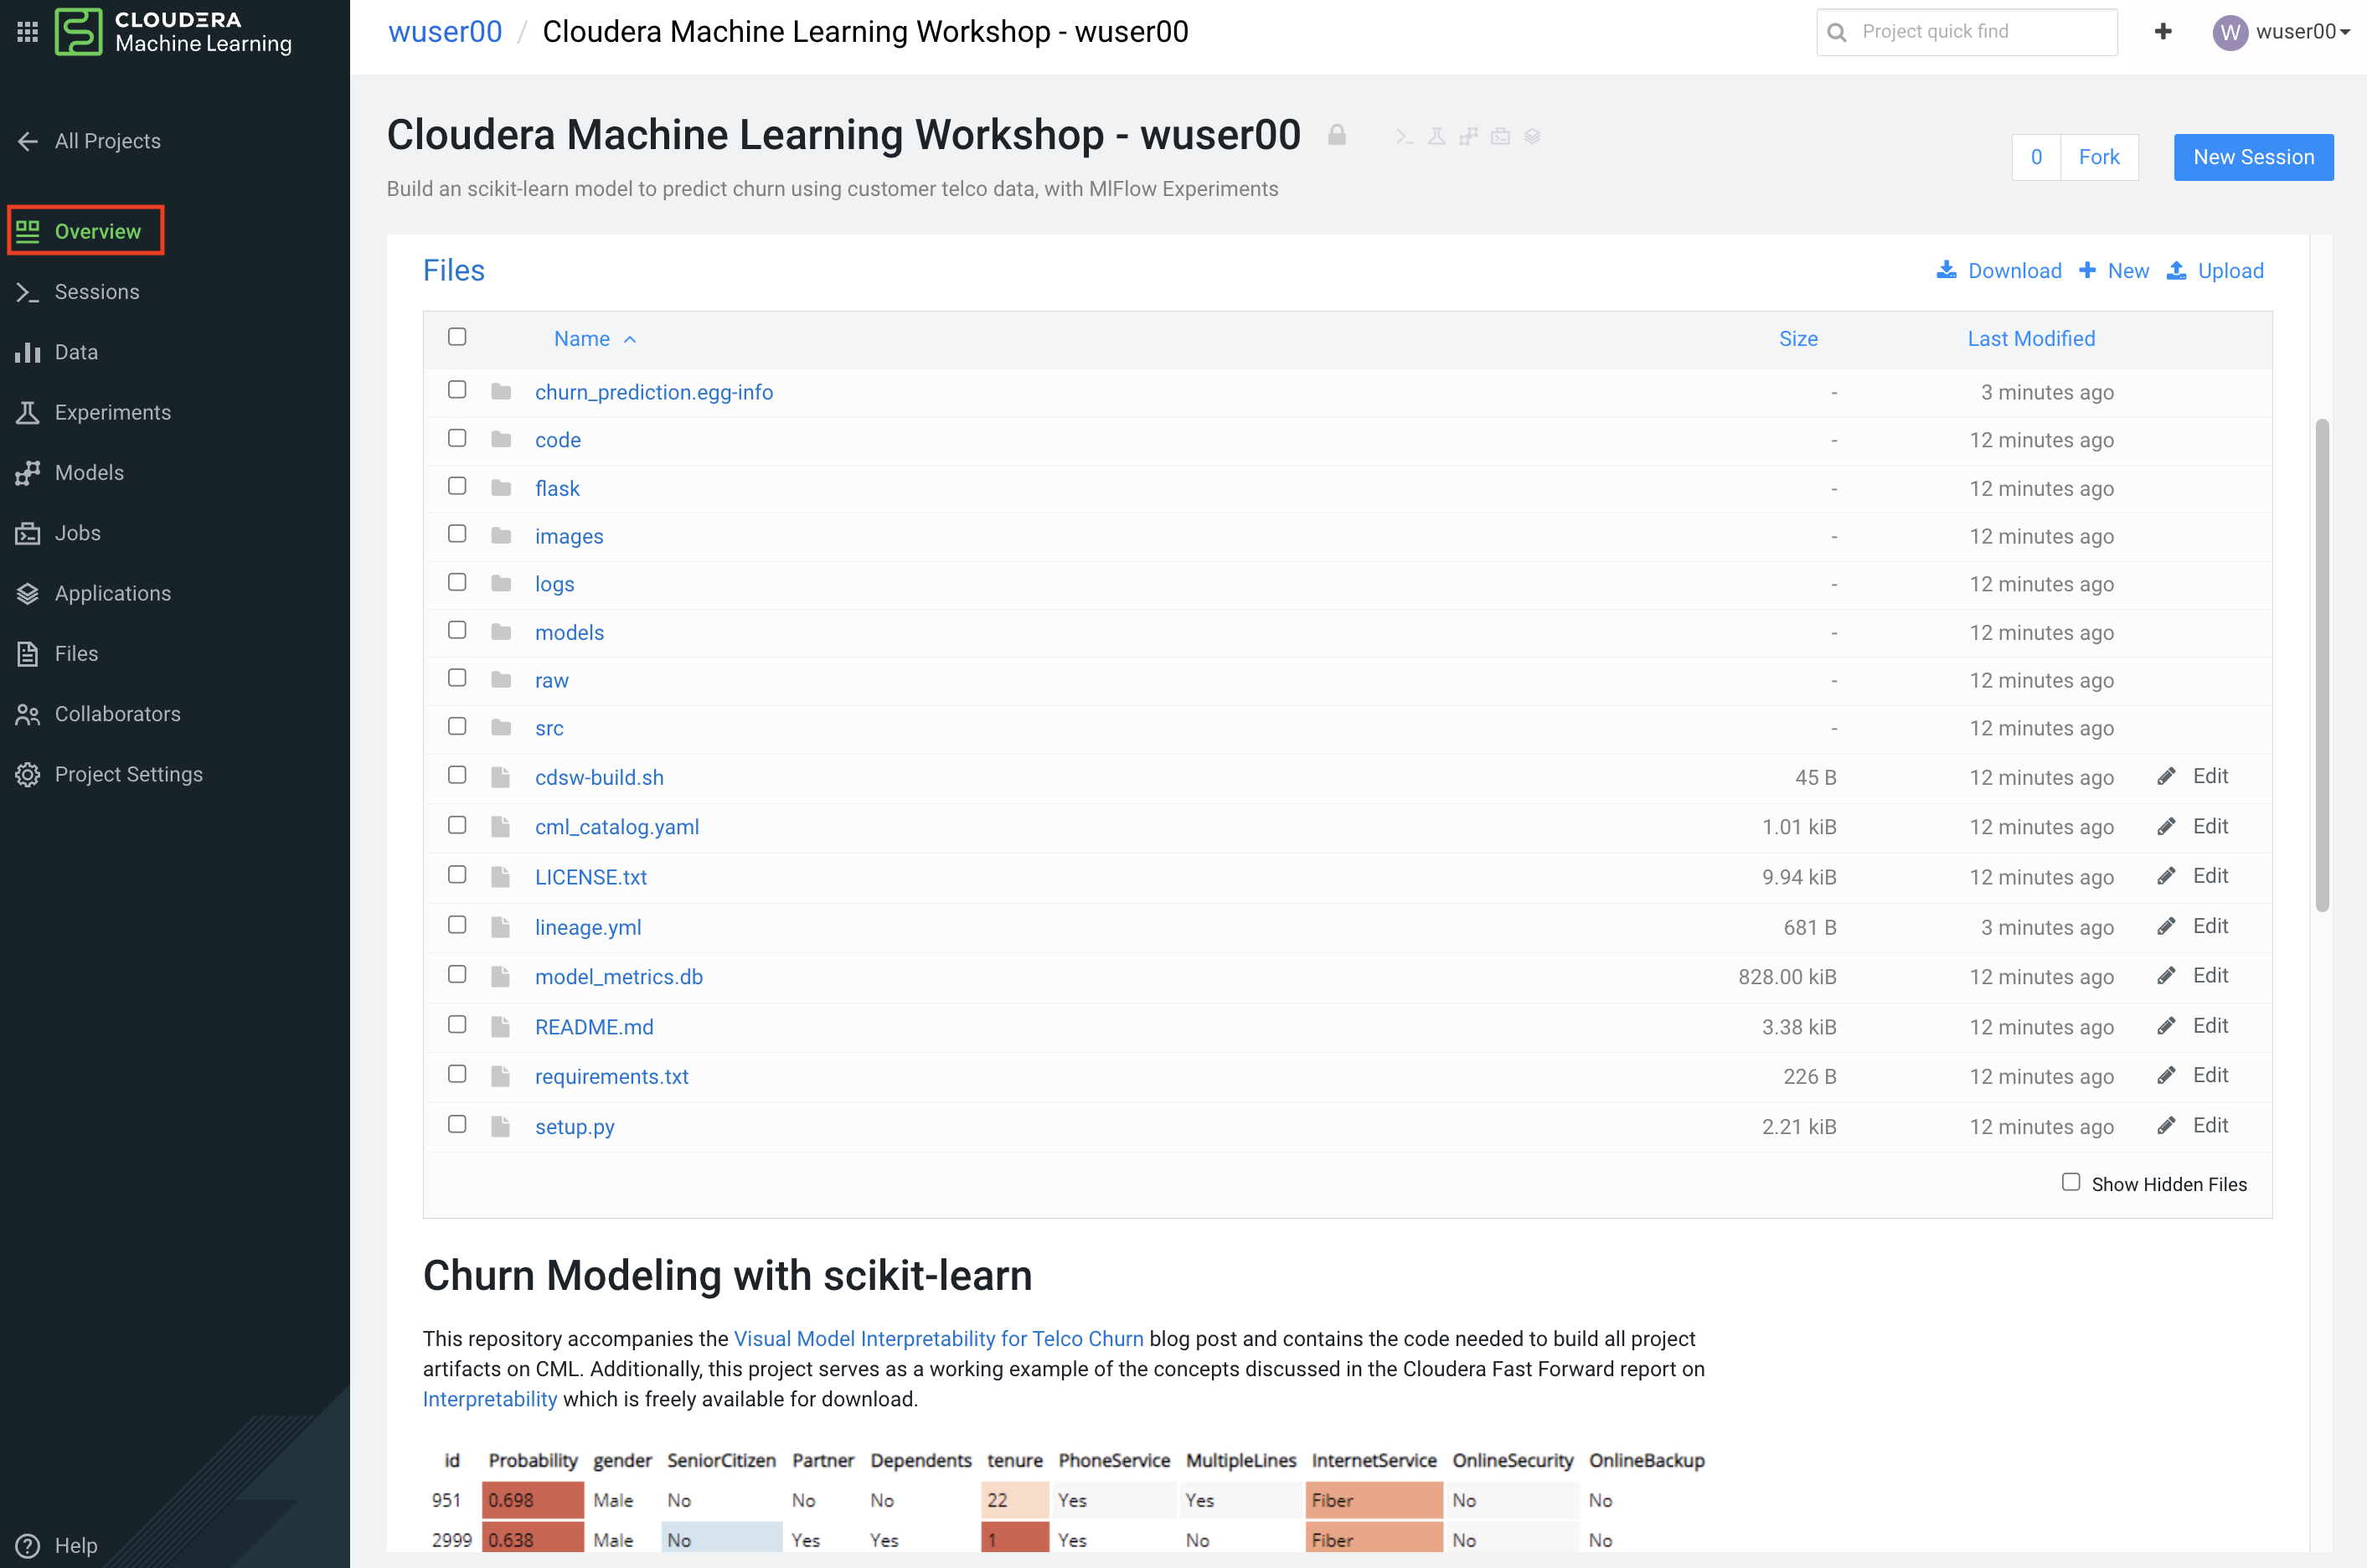 CLOUDERA
Machine Learning
wuser00 / Cloudera Machine Learning Workshop - wuser00
Project quick find
W wuser00
All Projects
Overview
Sessions
Data
Experiments
Models
Jobs
Applications
Files
Collaborators
Project Settings
Help
Cloudera Machine Learning Workshop - wuser00
Build an scikit-learn model to predict churn using customer telco data, with MlFlow Experiments
0 Fork
New Session
Files
Download New Upload
Name Size Last Modified
churn_prediction.egg-info - 3 minutes ago
code - 12 minutes ago
flask - 12 minutes ago
images - 12 minutes ago
logs - 12 minutes ago
models - 12 minutes ago
raw - 12 minutes ago
src - 12 minutes ago
cdsw-build.sh 45 B 12 minutes ago Edit
cml_catalog.yaml 1.01 kiB 12 minutes ago Edit
LICENSE.txt 9.94 kiB 12 minutes ago Edit
lineage.yml 681 B 3 minutes ago Edit
model_metrics.db 828.00 kiB 12 minutes ago Edit
README.md 3.38 kiB 12 minutes ago Edit
requirements.txt 226 B 12 minutes ago Edit
setup.py 2.21 kiB 12 minutes ago Edit
Show Hidden Files
Churn Modeling with scikit-learn
This repository accompanies the Visual Model Interpretability for Telco Churn blog post and contains the code needed to build all project
artifacts on CML. Additionally, this project serves as a working example of the concepts discussed in the Cloudera Fast Forward report on
Interpretability which is freely available for download.
id Probability gender SeniorCitizen Partner Dependents tenure PhoneService MultipleLines InternetService OnlineSecurity OnlineBackup
951 0.698 Male No No No 22 Yes Yes Fiber No No
2999 0.638 Male No Yes Yes 1 Yes No Fiber No No